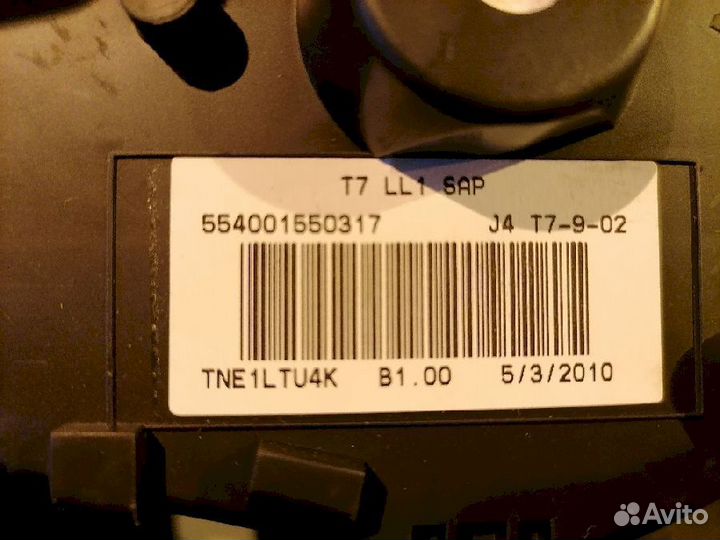 T7 LL1 SAP
554001550317 J4 T7-9-02
TNE1LTU4K B1.00 5/3/2010
Avito